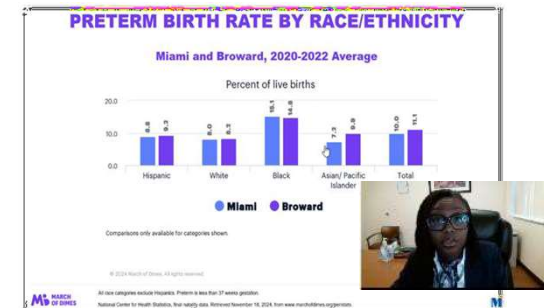 PRETERM BIRTH RATE BY RACE/ETHNICITY
Miami and Broward, 2020-2022 Average
Percent of live births
20.0
10.0
0.0
8.8 9.3 8.0 8.2 15.1 14.8 7.2 9.9 10.0 11.1
Hispanic White Black Asian/ Pacific Islander Total
Miami Broward
Comparisons only available for categories shown.
© 2024 March of Dimes, All rights reserved
All race categories exclude Hispanics. Preterm is less than 37 weeks gestation.
MARCH OF DIMES
National Center for Health Statistics, final natality data. Retrieved November 18, 2024, from www.marchofdimes.org/peristats.